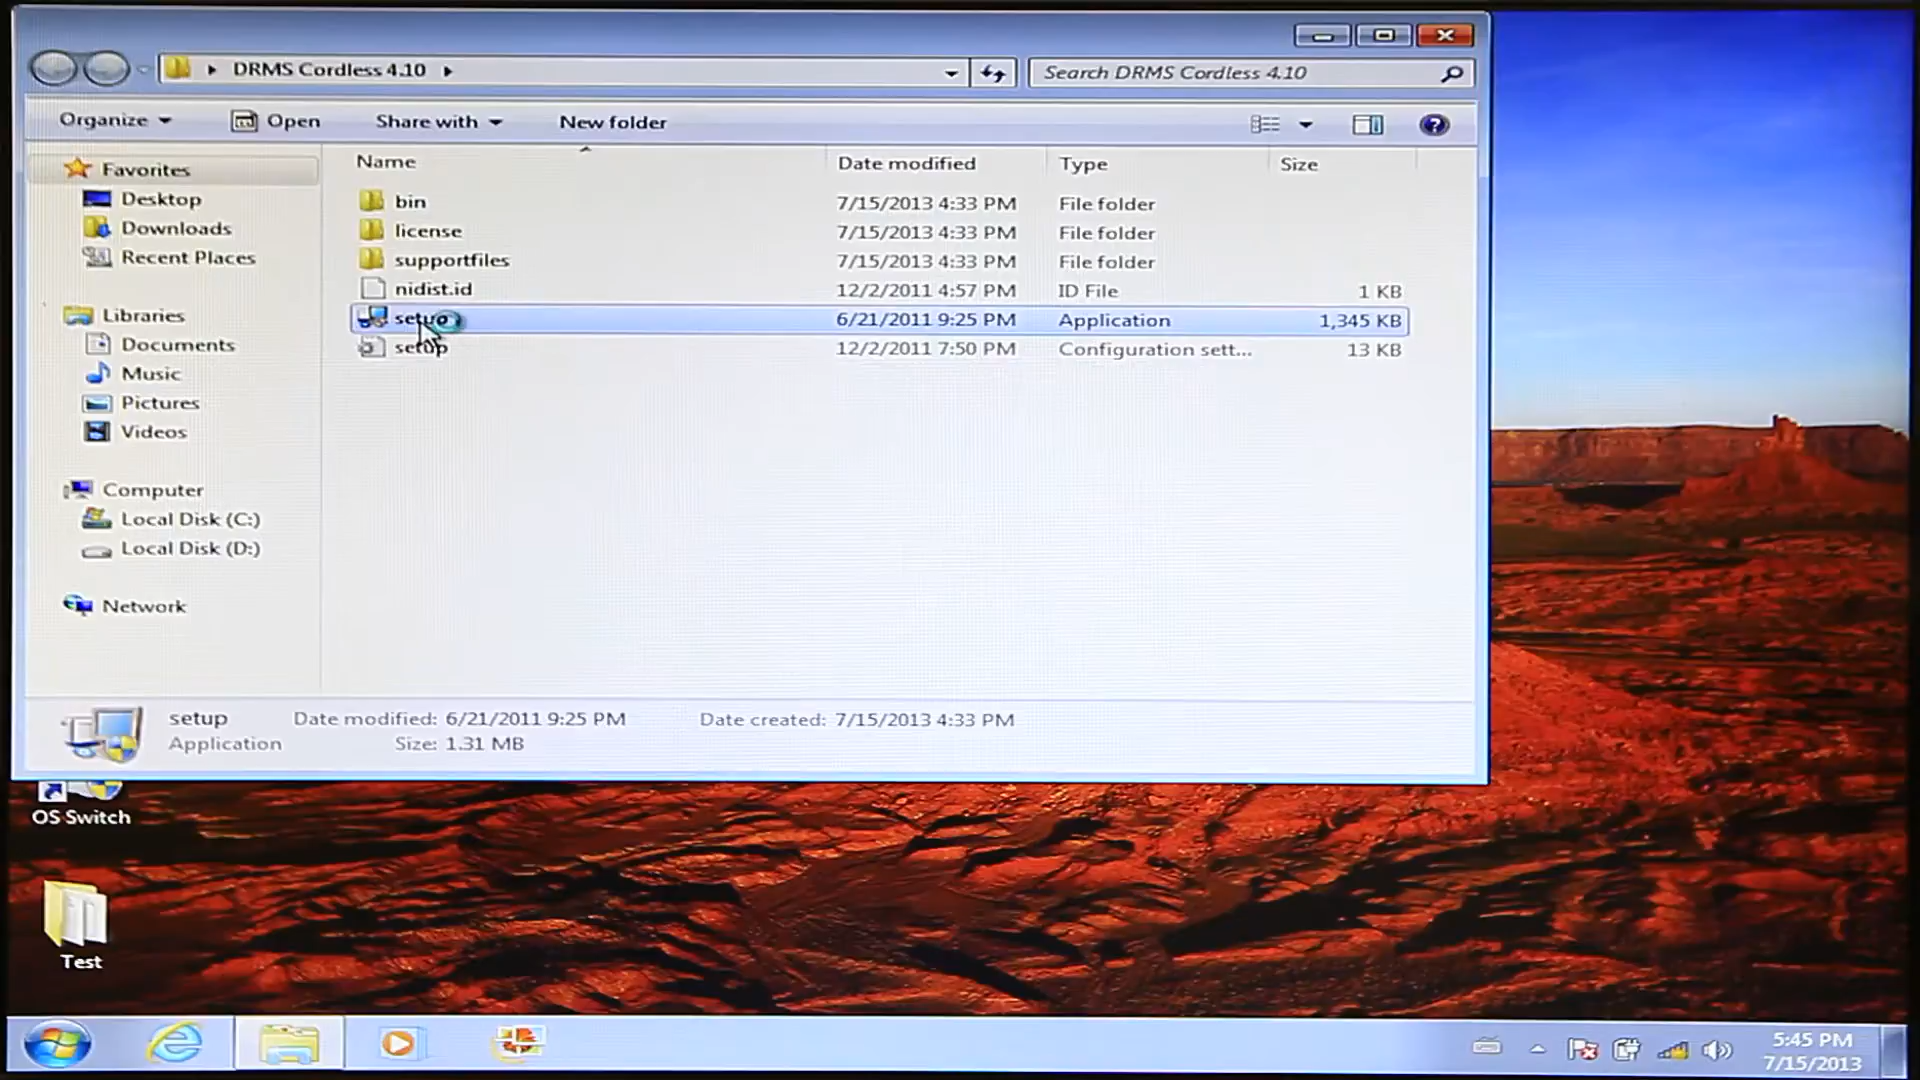 DRMS Cordless 4.10
Search DRMS Cordless 4.10
Organize Open Share with New folder
Name Date modified Type Size
Favorites
Desktop
Downloads
Recent Places
Libraries
Documents
Music
Pictures
Videos
Computer
Local Disk (C:)
Local Disk (D:)
Network
bin 7/15/2013 4:33 PM File folder
license 7/15/2013 4:33 PM File folder
supportfiles 7/15/2013 4:33 PM File folder
nidist.id 12/2/2011 4:57 PM ID File 1 KB
setup 6/21/2011 9:25 PM Application 1,345 KB
setup 12/2/2011 7:50 PM Configuration sett... 13 KB
setup Date modified: 6/21/2011 9:25 PM Date created: 7/15/2013 4:33 PM
Application Size: 1.31 MB
OS Switch
Test
5:45 PM
7/15/2013